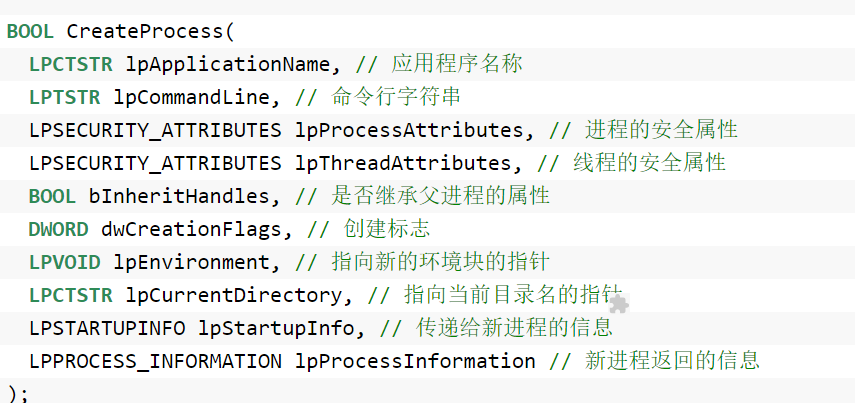 BOOL CreateProcess(
LPCTSTR lpApplicationName, // 应用程序名称
LPTSTR lpCommandLine, // 命令行字符串
LPSECURITY_ATTRIBUTES lpProcessAttributes, // 进程的安全属性
LPSECURITY_ATTRIBUTES lpThreadAttributes, // 线程的安全属性
BOOL bInheritHandles, // 是否继承父进程的属性
DWORD dwCreationFlags, // 创建标志
LPVOID lpEnvironment, // 指向新的环境块的指针
LPCTSTR lpCurrentDirectory, // 指向当前目录名的指针
LPSTARTUPINFO lpStartupInfo, // 传递给新进程的信息
LPPROCESS_INFORMATION lpProcessInformation // 新进程返回的信息
);